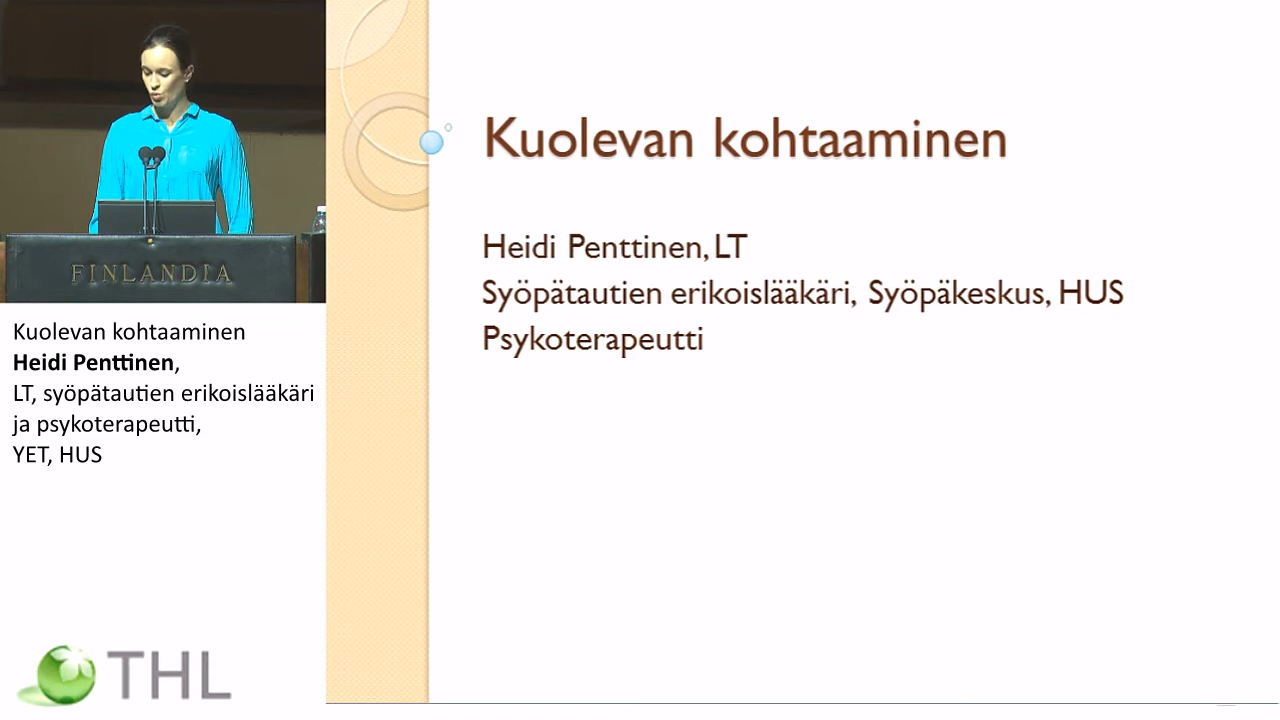 FINLANDIA
Kuolevan kohtaaminen
Heidi Penttinen,
LT, syöpätautien erikoislääkäri
ja psykoterapeutti,
YET, HUS
THL
Kuolevan kohtaaminen
Heidi Penttinen, LT
Syöpätautien erikoislääkäri, Syöpäkeskus, HUS
Psykoterapeutti